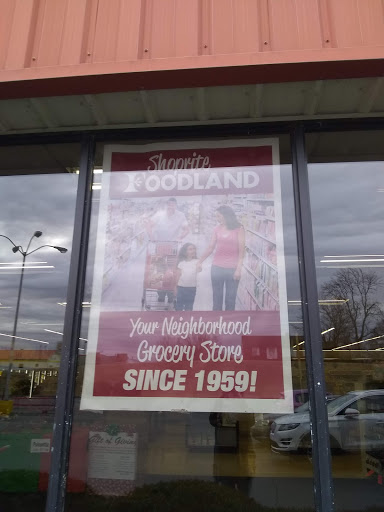 Shoprite
FOODLAND
Your Neighborhood
Grocery Store
SINCE 1959!